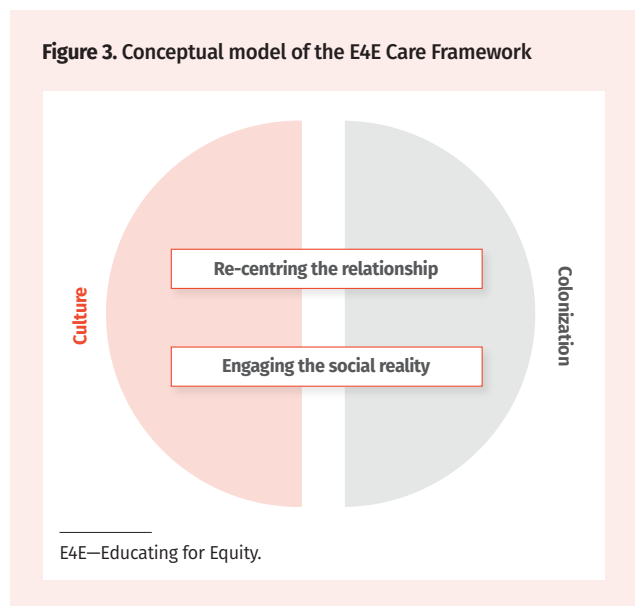 Figure 3. Conceptual model of the E4E Care Framework
Re-centring the relationship
Culture
Colonization
Engaging the social reality
E4E—Educating for Equity.